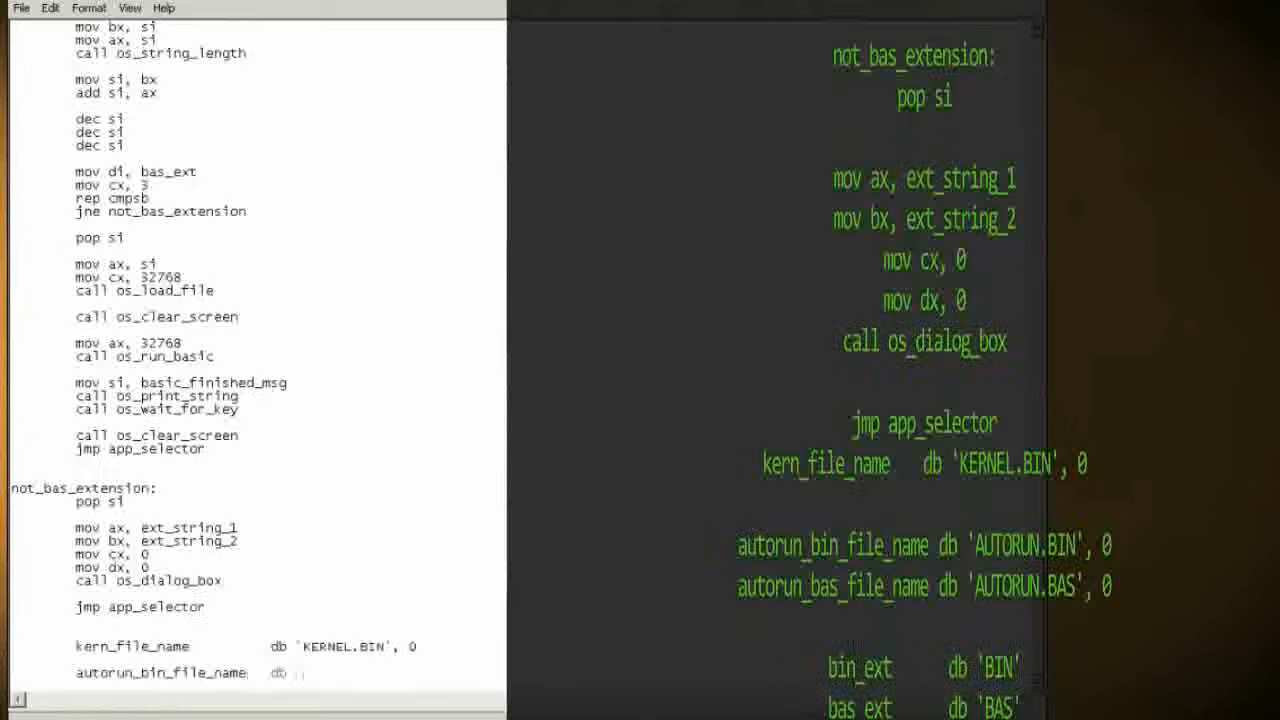 File Edit Format View Help
mov bx, si
mov ax, si
call os_string_length
mov si, bx
add si, ax
dec si
dec si
dec si
mov di, bas_ext
mov cx, 3
rep cmpsb
jne not_bas_extension
pop si
mov ax, si
mov cx, 32768
call os_load_file
call os_clear_screen
mov ax, 32768
call os_run_basic
mov si, basic_finished_msg
call os_print_string
call os_wait_for_key
call os_clear_screen
jmp app_selector
not_bas_extension:
pop si
mov ax, ext_string_1
mov bx, ext_string_2
mov cx, 0
mov dx, 0
call os_dialog_box
jmp app_selector
kern_file_name db 'KERNEL.BIN', 0
autorun_bin_file_name db
not_bas_extension:
pop si
mov ax, ext_string_1
mov bx, ext_string_2
mov cx, 0
mov dx, 0
call os_dialog_box
jmp app_selector
kern_file_name db 'KERNEL.BIN', 0
autorun_bin_file_name db 'AUTORUN.BIN', 0
autorun_bas_file_name db 'AUTORUN.BAS', 0
bin_ext db 'BIN'
bas_ext db 'BAS'